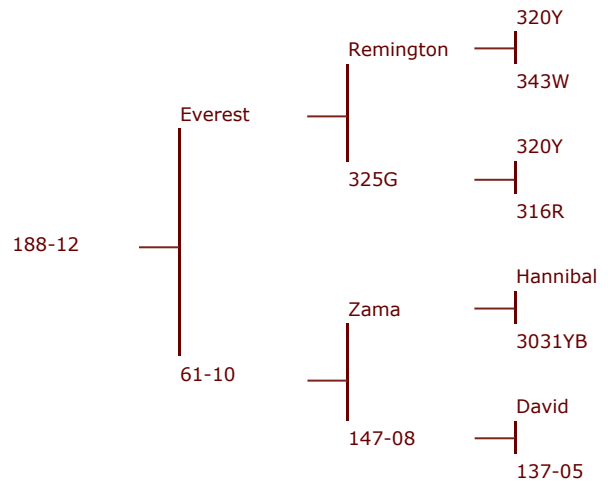 320Y
Remington
343W
Everest
320Y
325G
316R
188-12
Hannibal
Zama
3031YB
61-10
David
147-08
137-05